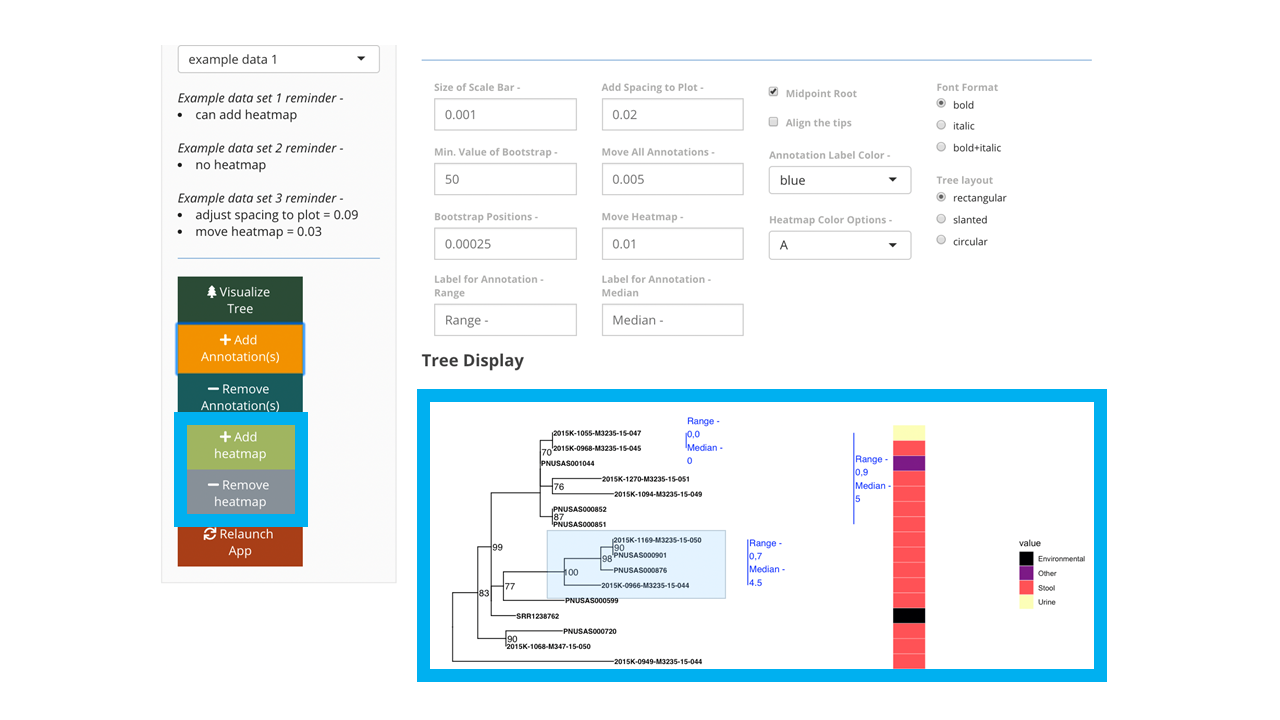 example data 1
Example data set 1 reminder -
can add heatmap
Example data set 2 reminder -
no heatmap
Example data set 3 reminder -
adjust spacing to plot = 0.09
move heatmap = 0.03
Visualize
Tree
Add
Annotation(s)
Remove
Annotation(s)
Add
heatmap
Remove
heatmap
Relaunch
App
Size of Scale Bar -
0.001
Min. Value of Bootstrap -
50
Bootstrap Positions -
0.00025
Label for Annotation -
Range
Range -
Add Spacing to Plot -
0.02
Move All Annotations -
0.005
Move Heatmap -
0.01
Label for Annotation -
Median
Median -
Midpoint Root
Align the tips
Annotation Label Color -
blue
Heatmap Color Options -
A
Font Format
bold
italic
bold+italic
Tree layout
rectangular
slanted
circular
Tree Display
2015K-1055-M3235-15-047
2015K-0968-M3235-15-045
70
PNUSAS001044
2015K-1270-M3235-15-051
76
2015K-1094-M3235-15-049
PNUSAS000852
87
PNUSAS000851
2015K-1169-M3235-15-050
90
PNUSAS000901
98
PNUSAS000876
100
2015K-0966-M3235-15-044
99
77
83
PNUSAS000599
SRR1238762
PNUSAS000720
90
2015K-1068-M347-15-050
2015K-0949-M3235-15-044
Range -
0,0
Median -
0
Range -
0,9
Median -
5
Range -
0,7
Median -
4.5
value
Environmental
Other
Stool
Urine